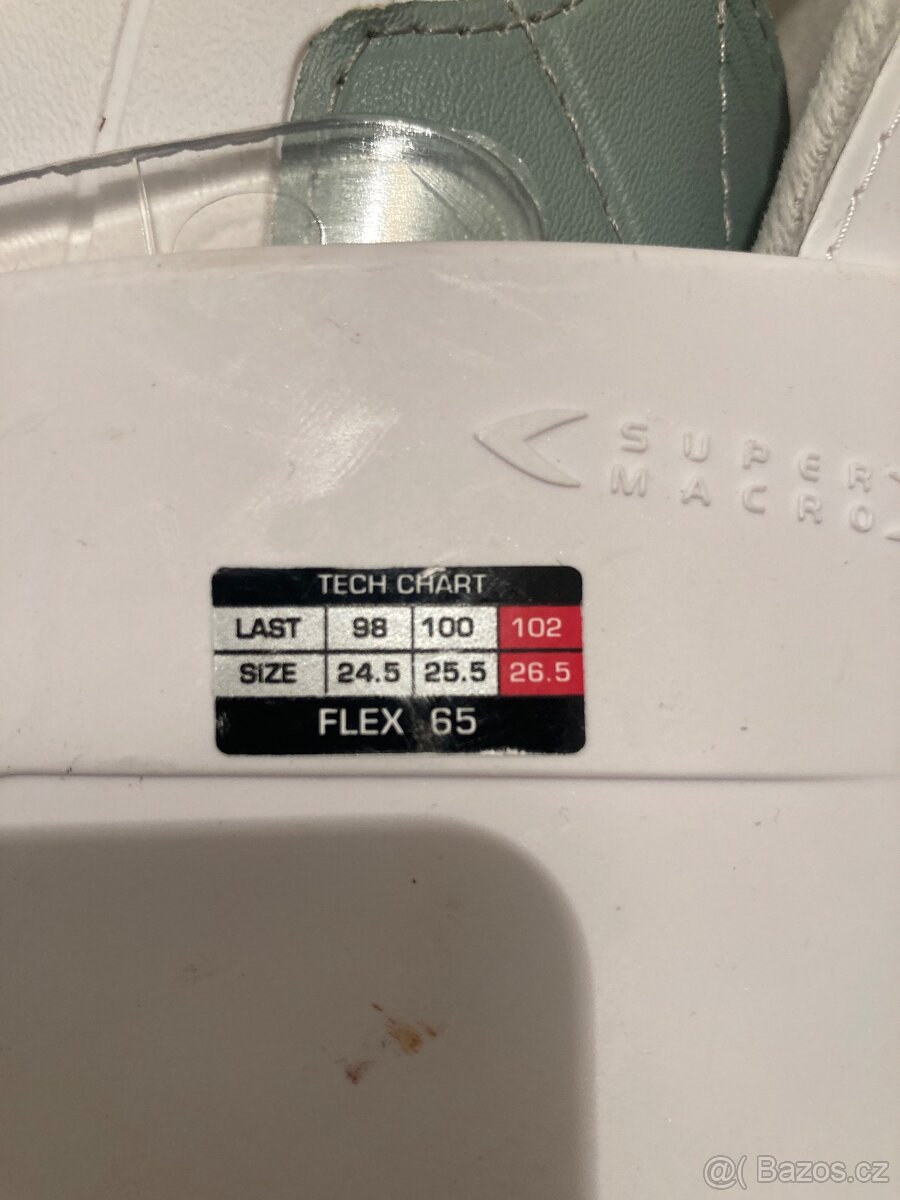 SUPER
MACRO
TECH CHART
LAST 98 100 102
SIZE 24.5 25.5 26.5
FLEX 65
@( Bazos.cz